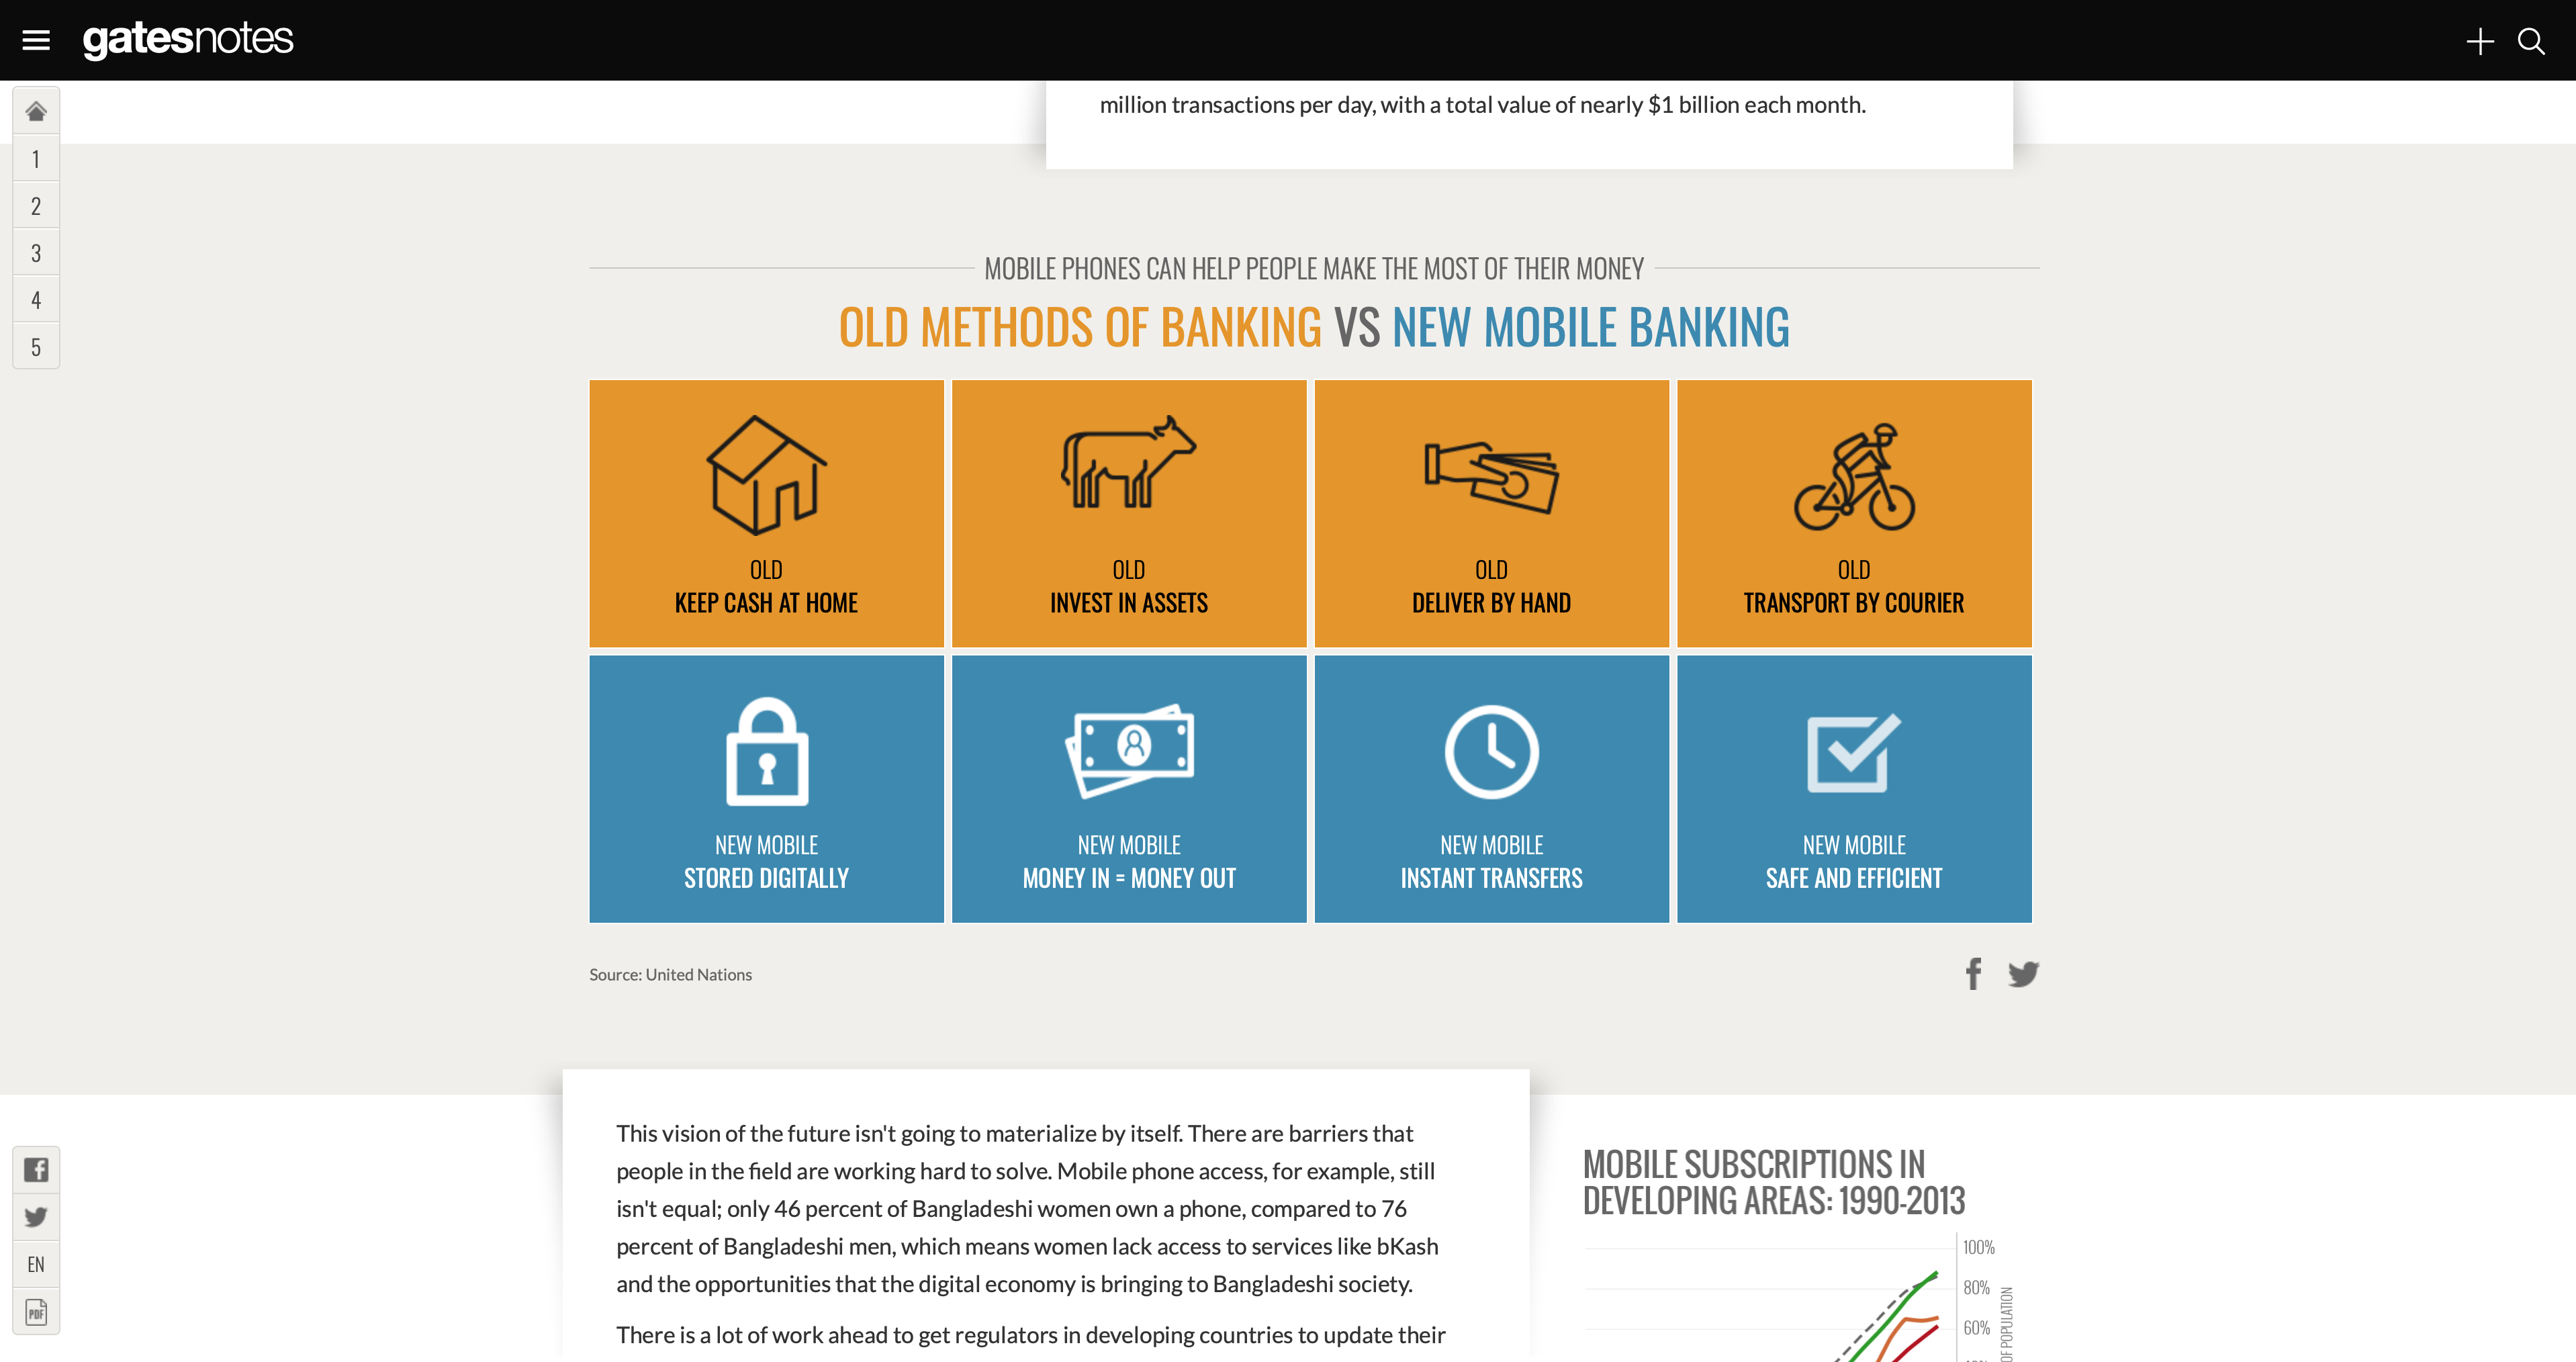 gatesnotes
1
2
3
4
5
million transactions per day, with a total value of nearly $1 billion each month.
MOBILE PHONES CAN HELP PEOPLE MAKE THE MOST OF THEIR MONEY
OLD METHODS OF BANKING VS NEW MOBILE BANKING
OLD
KEEP CASH AT HOME
OLD
INVEST IN ASSETS
OLD
DELIVER BY HAND
OLD
TRANSPORT BY COURIER
NEW MOBILE
STORED DIGITALLY
NEW MOBILE
MONEY IN = MONEY OUT
NEW MOBILE
INSTANT TRANSFERS
NEW MOBILE
SAFE AND EFFICIENT
Source: United Nations
This vision of the future isn't going to materialize by itself. There are barriers that
people in the field are working hard to solve. Mobile phone access, for example, still
isn't equal; only 46 percent of Bangladeshi women own a phone, compared to 76
percent of Bangladeshi men, which means women lack access to services like bKash
and the opportunities that the digital economy is bringing to Bangladeshi society.
There is a lot of work ahead to get regulators in developing countries to update their
MOBILE SUBSCRIPTIONS IN
DEVELOPING AREAS: 1990-2013
100%
80%
60%
OF POPULATION
EN
PDF